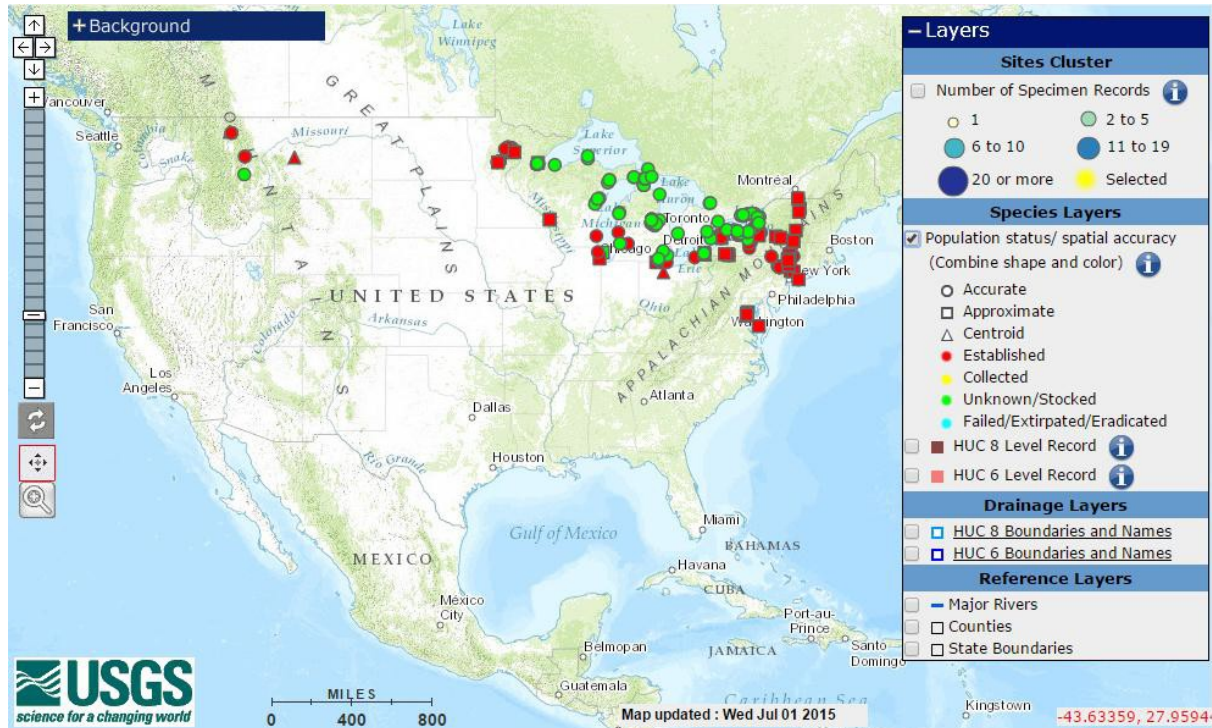 + Background
Lake
Winnipeg
Vancouver
Seattle
Columbia
Snake
Missouri
GREAT PLAINS
Lake
Superior
Mississippi
Lake
Michigan
Lake
Huron
Montréal
Toronto
Detroit
Chicago
Lake
Erie
Boston
New York
Philadelphia
Washington
APPALACHIAN MOUNTAINS
UNITED STATES
Ohio
San
Francisco
Colorado
Arkansas
Los
Angeles
Atlanta
Dallas
Houston
Rio Grande
Gulf of Mexico
Miami
BAHAMAS
MEXICO
Havana
CUBA
México
City
Port-au-
Prince
Santo
Domingo
JAMAICA
Belmopan
Guatemala
Caribbean Sea
Kingstown
− Layers
Sites Cluster
Number of Specimen Records i
1
2 to 5
6 to 10
11 to 19
20 or more
Selected
Species Layers
Population status/ spatial accuracy
(Combine shape and color) i
Accurate
Approximate
Centroid
Established
Collected
Unknown/Stocked
Failed/Extirpated/Eradicated
HUC 8 Level Record i
HUC 6 Level Record i
Drainage Layers
HUC 8 Boundaries and Names
HUC 6 Boundaries and Names
Reference Layers
Major Rivers
Counties
State Boundaries
USGS
science for a changing world
MILES
0 400 800
Map updated : Wed Jul 01 2015
-43.63359, 27.9594